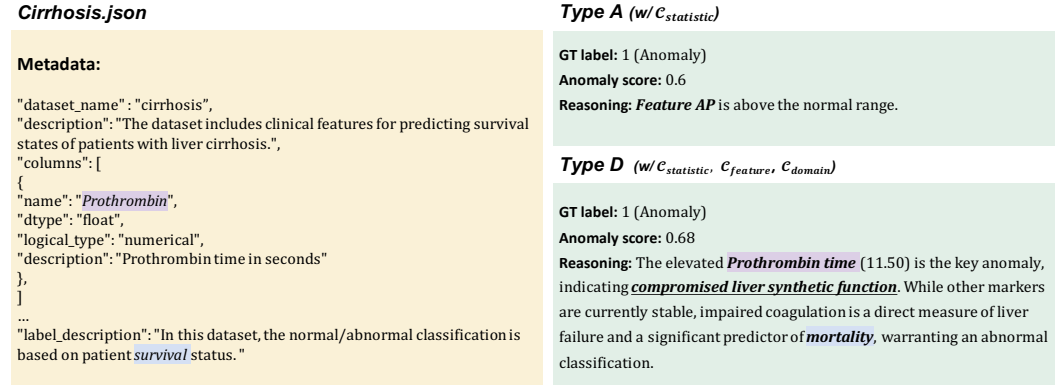 Cirrhosis.json
Metadata:
"dataset_name" : "cirrhosis",
"description": "The dataset includes clinical features for predicting survival
states of patients with liver cirrhosis.",
"columns": [
{
"name": "Prothrombin",
"dtype": "float",
"logical_type": "numerical",
"description": "Prothrombin time in seconds"
},
]
...
"label_description": "In this dataset, the normal/abnormal classification is
based on patient survival status. "
Type A (w/ C_statistic)
GT label: 1 (Anomaly)
Anomaly score: 0.6
Reasoning: Feature AP is above the normal range.
Type D (w/ C_statistic, C_feature, C_domain)
GT label: 1 (Anomaly)
Anomaly score: 0.68
Reasoning: The elevated Prothrombin time (11.50) is the key anomaly,
indicating compromised liver synthetic function. While other markers
are currently stable, impaired coagulation is a direct measure of liver
failure and a significant predictor of mortality, warranting an abnormal
classification.